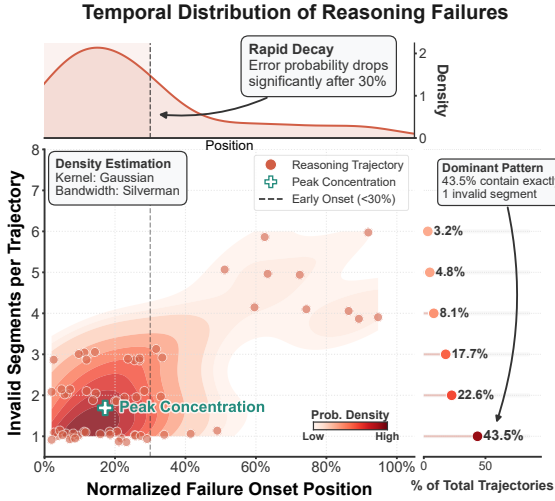 Temporal Distribution of Reasoning Failures
Rapid Decay
Error probability drops
significantly after 30%
2
1
0
Density
Position
8
7
6
5
4
3
2
1
Invalid Segments per Trajectory
Density Estimation
Kernel: Gaussian
Bandwidth: Silverman
Reasoning Trajectory
Peak Concentration
Early Onset (<30%)
Peak Concentration
Prob. Density
Low High
0% 20% 40% 60% 80% 100%
Normalized Failure Onset Position
Dominant Pattern
43.5% contain exactl
1 invalid segment
3.2%
4.8%
8.1%
17.7%
22.6%
43.5%
0 50
% of Total Trajectories